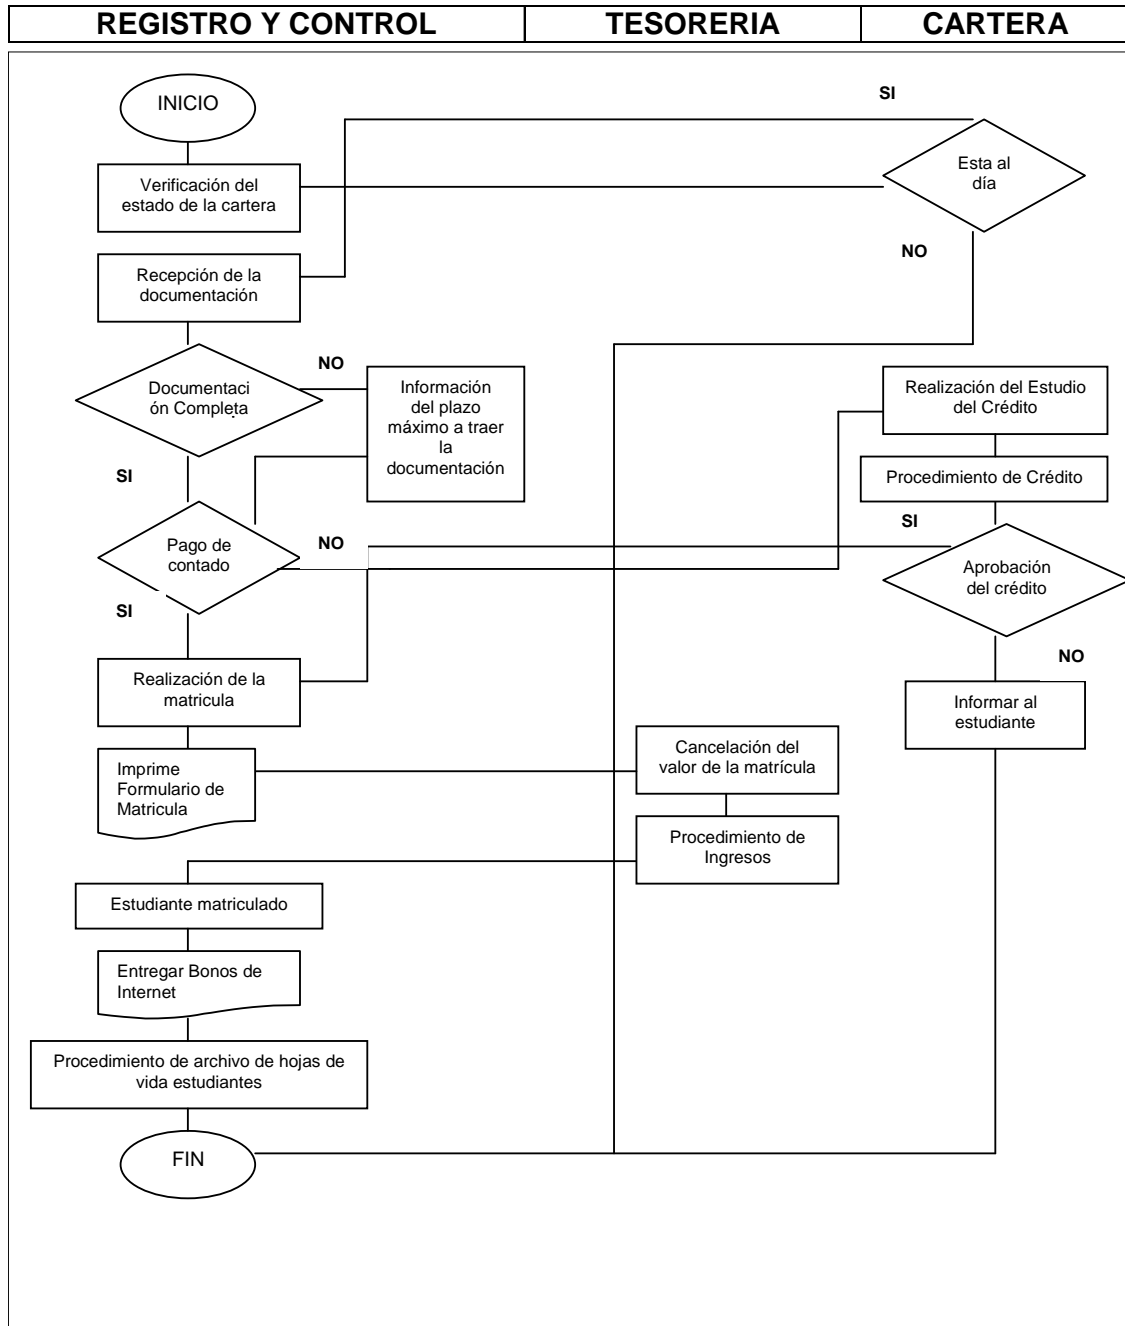 REGISTRO Y CONTROL
TESORERIA
CARTERA
INICIO
SI
Esta al
día
Verificación del
estado de la cartera
NO
Recepción de la
documentación
NO
Documentaci
ón Completa
Información
del plazo
máximo a traer
la
documentación
Realización del Estudio
del Crédito
SI
Procedimiento de Crédito
SI
Pago de
contado
NO
Aprobación
del crédito
SI
NO
Realización de la
matricula
Informar al
estudiante
Imprime
Formulario de
Matricula
Cancelación del
valor de la matrícula
Procedimiento de
Ingresos
Estudiante matriculado
Entregar Bonos de
Internet
Procedimiento de archivo de hojas de
vida estudiantes
FIN